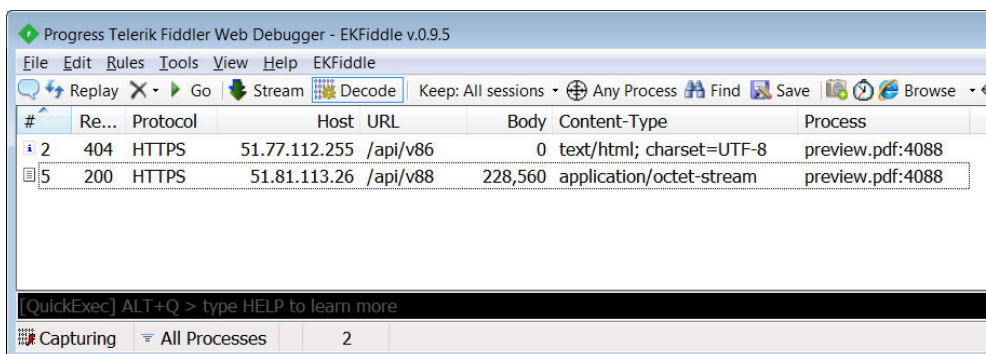 Progress Telerik Fiddler Web Debugger - EKFiddle v.0.9.5
File Edit Rules Tools View Help EKFiddle
Replay Go Stream Decode Keep: All sessions Any Process Find Save Browse
# Re... Protocol Host URL Body Content-Type Process
2 404 HTTPS 51.77.112.255 /api/v86 0 text/html; charset=UTF-8 preview.pdf:4088
5 200 HTTPS 51.81.113.26 /api/v88 228,560 application/octet-stream preview.pdf:4088
[QuickExec] ALT+Q > type HELP to learn more
Capturing All Processes 2